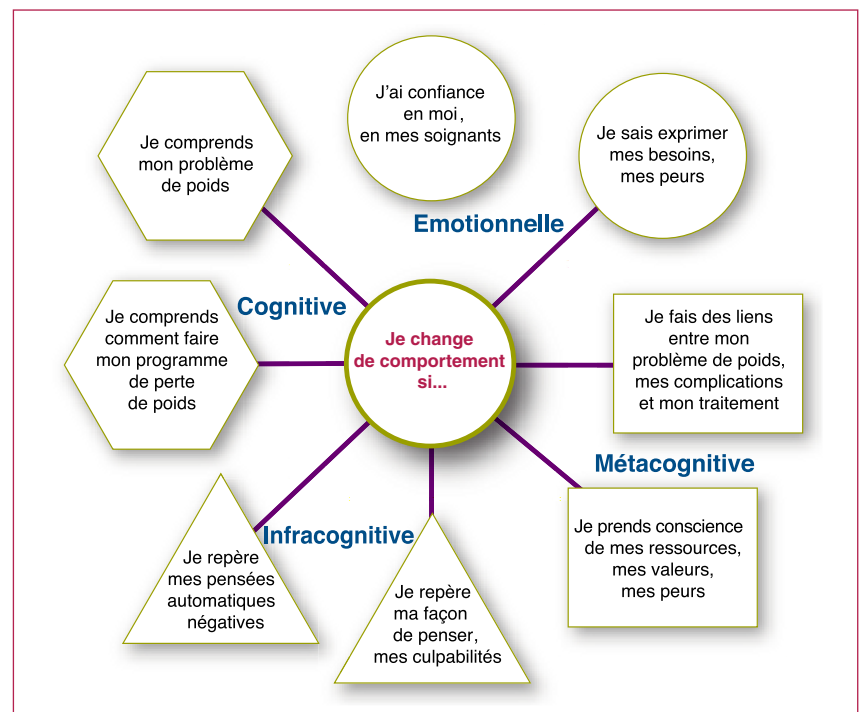 J'ai confiance
en moi,
en mes soignants
Je comprends
mon problème
de poids
Je sais exprimer
mes besoins,
mes peurs
Emotionnelle
Cognitive
Je comprends
comment faire
mon programme
de perte
de poids
Je change
de comportement
si...
Je fais des liens
entre mon
problème de poids,
mes complications
et mon traitement
Métacognitive
Infracognitive
Je prends conscience
de mes ressources,
mes valeurs,
mes peurs
Je repère
mes pensées
automatiques
négatives
Je repère
ma façon
de penser,
mes culpabilités